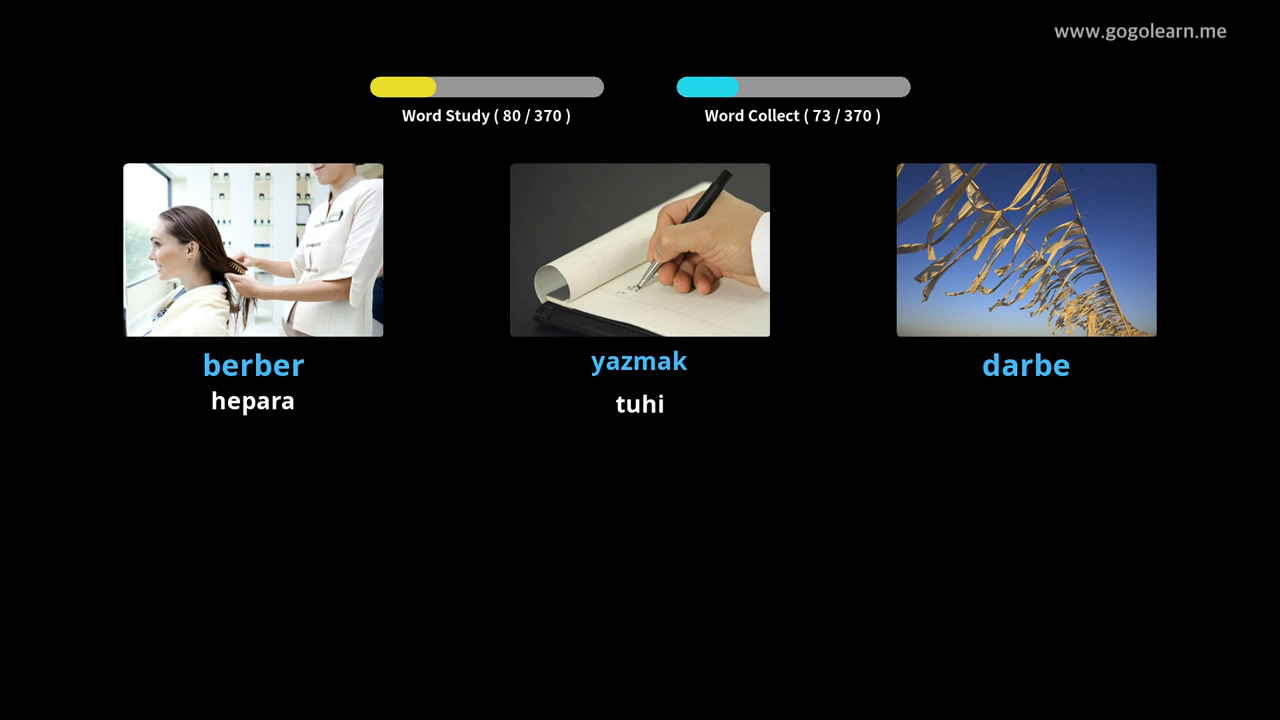 www.gogolearn.me
Word Study ( 80 / 370 )
Word Collect ( 73 / 370 )
berber
hepara
yazmak
tuhi
darbe